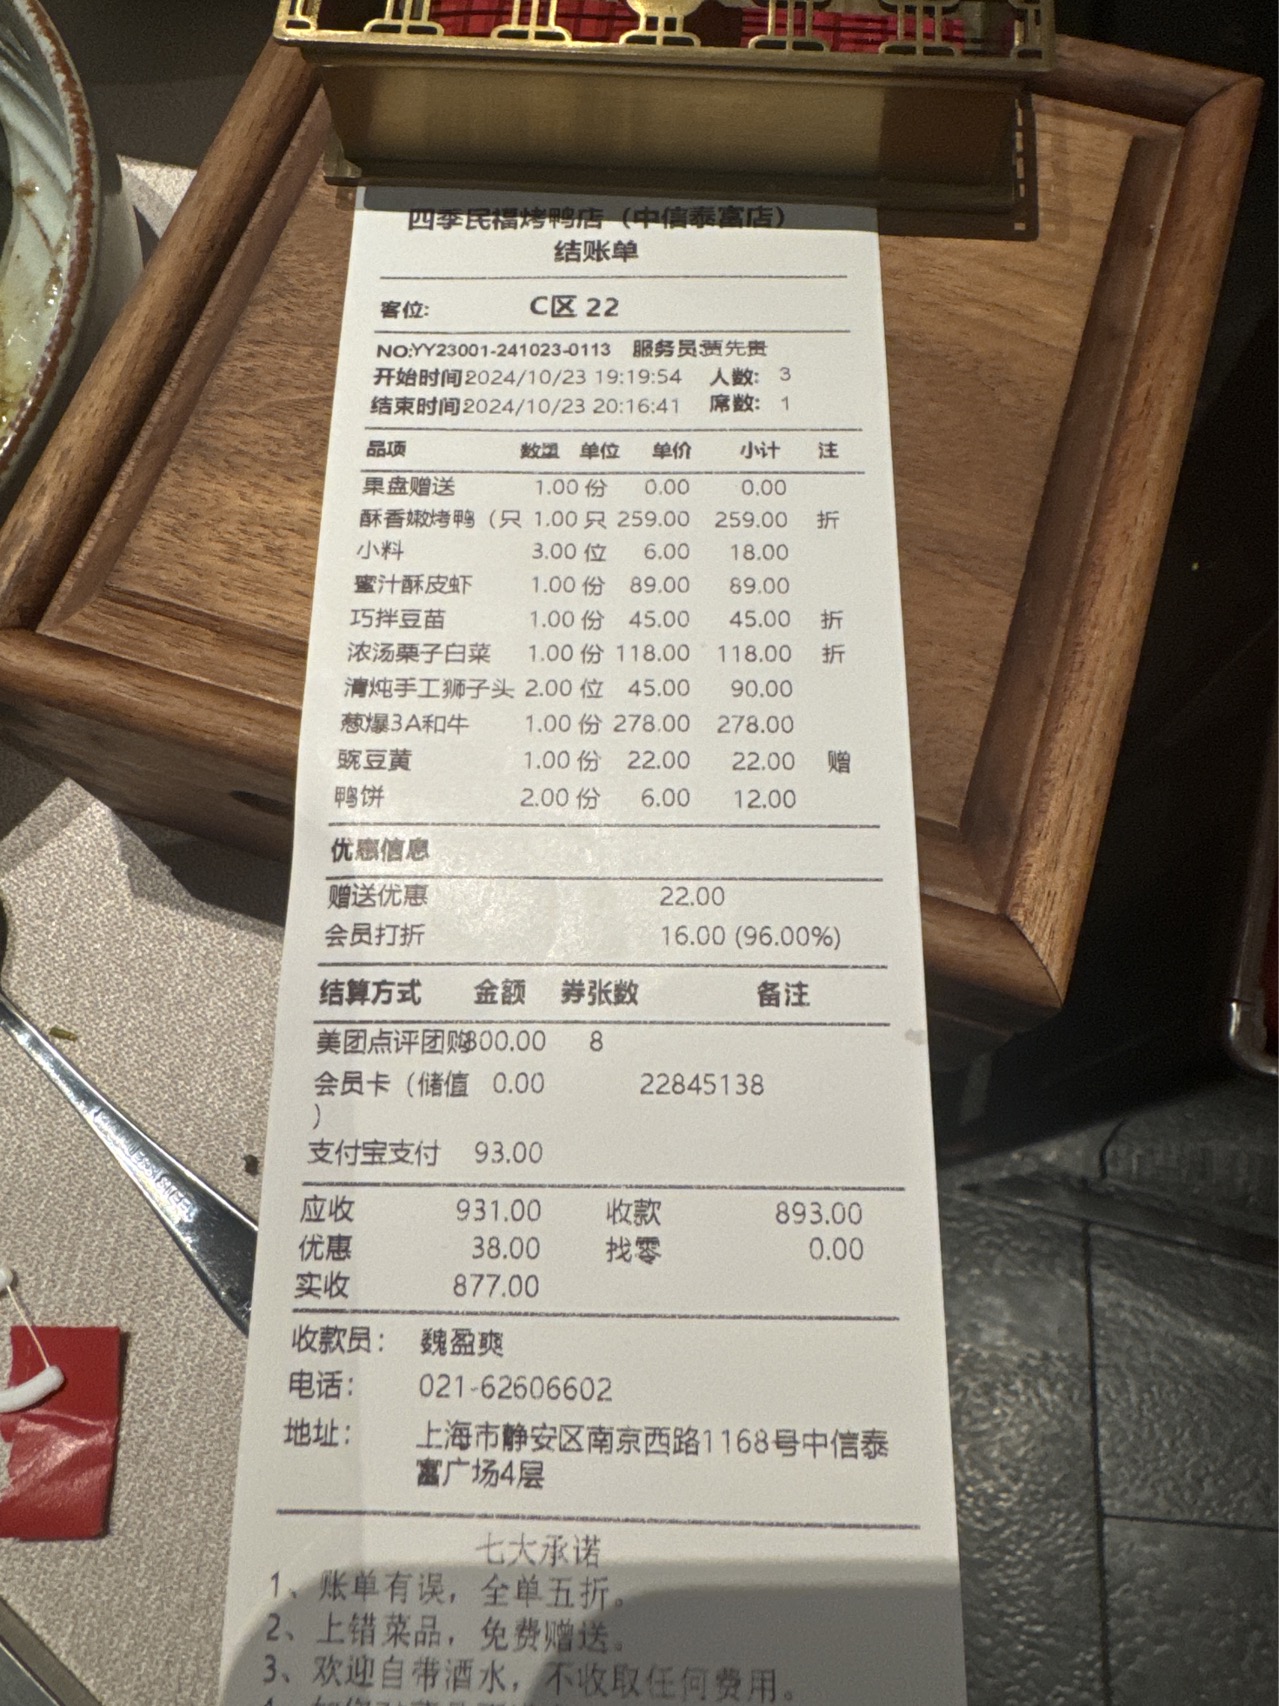 四季民福烤鸭店（中信泰富店）
结账单
客位: C区 22
NO:YY23001-241023-0113 服务员:贾先贵
开始时间2024/10/23 19:19:54 人数: 3
结束时间2024/10/23 20:16:41 席数: 1
品项 数量 单位 单价 小计 注
果盘赠送 1.00 份 0.00 0.00
酥香嫩烤鸭（只 1.00 只 259.00 259.00 折
小料 3.00 位 6.00 18.00
蜜汁酥皮虾 1.00 份 89.00 89.00
巧拌豆苗 1.00 份 45.00 45.00 折
浓汤栗子白菜 1.00 份 118.00 118.00 折
清炖手工狮子头 2.00 位 45.00 90.00
葱爆3A和牛 1.00 份 278.00 278.00
豌豆黄 1.00 份 22.00 22.00 赠
鸭饼 2.00 份 6.00 12.00
优惠信息
赠送优惠 22.00
会员打折 16.00 (96.00%)
结算方式 金额 券张数 备注
美团点评团购800.00 8
会员卡（储值 0.00 22845138
）
支付宝支付 93.00
应收 931.00 收款 893.00
优惠 38.00 找零 0.00
实收 877.00
收款员： 魏盈爽
电话： 021-62606602
地址： 上海市静安区南京西路1168号中信泰
富广场4层
七大承诺
1、账单有误，全单五折。
2、上错菜品，免费赠送。
3、欢迎自带酒水，不收取任何费用。